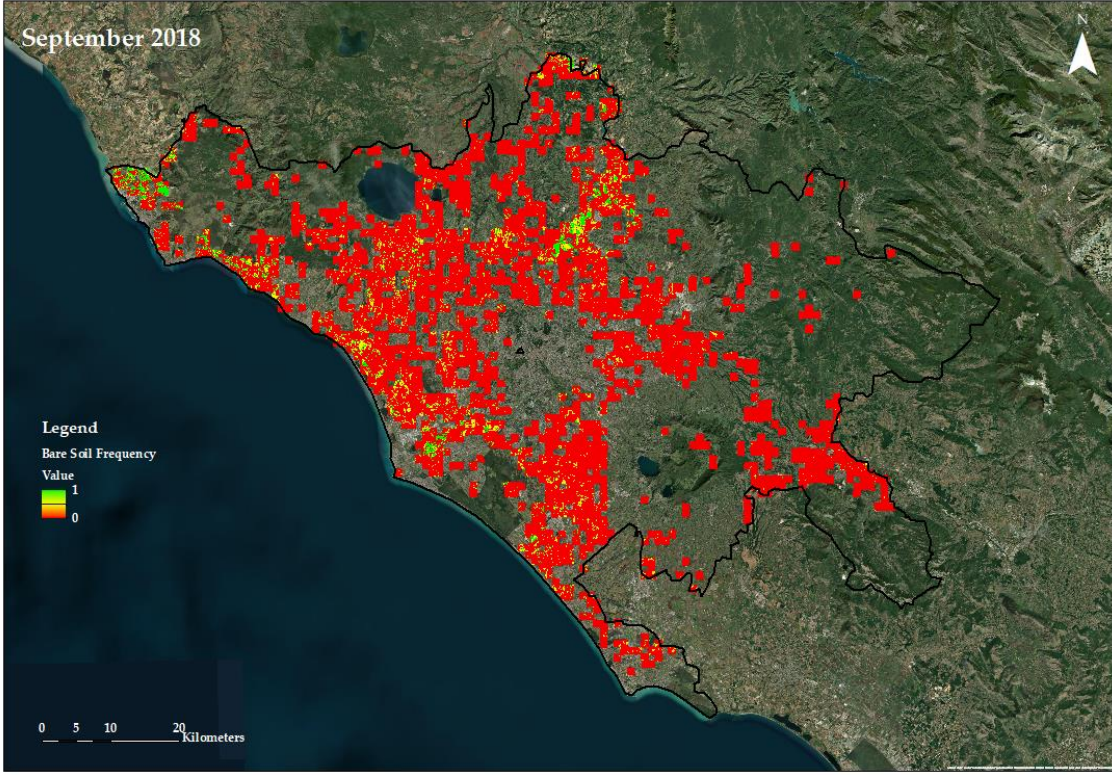 September 2018
N
Legend
Bare Soil Frequency
Value
1
0
0 5 10 20
Kilometers